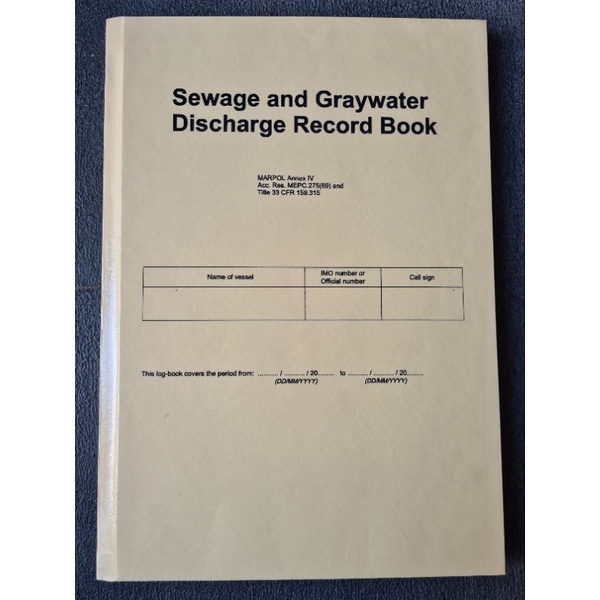 Sewage and Graywater
Discharge Record Book
MARPOL Annex IV
Acc. Res. MEPC.275(69) and
Title 33 CFR 159.315
Name of vessel
IMO number or
Official number
Call sign
This log-book covers the period from: ........... / ........... / 20......... to ........... / ........... / 20.........
(DD/MM/YYYY) (DD/MM/YYYY)